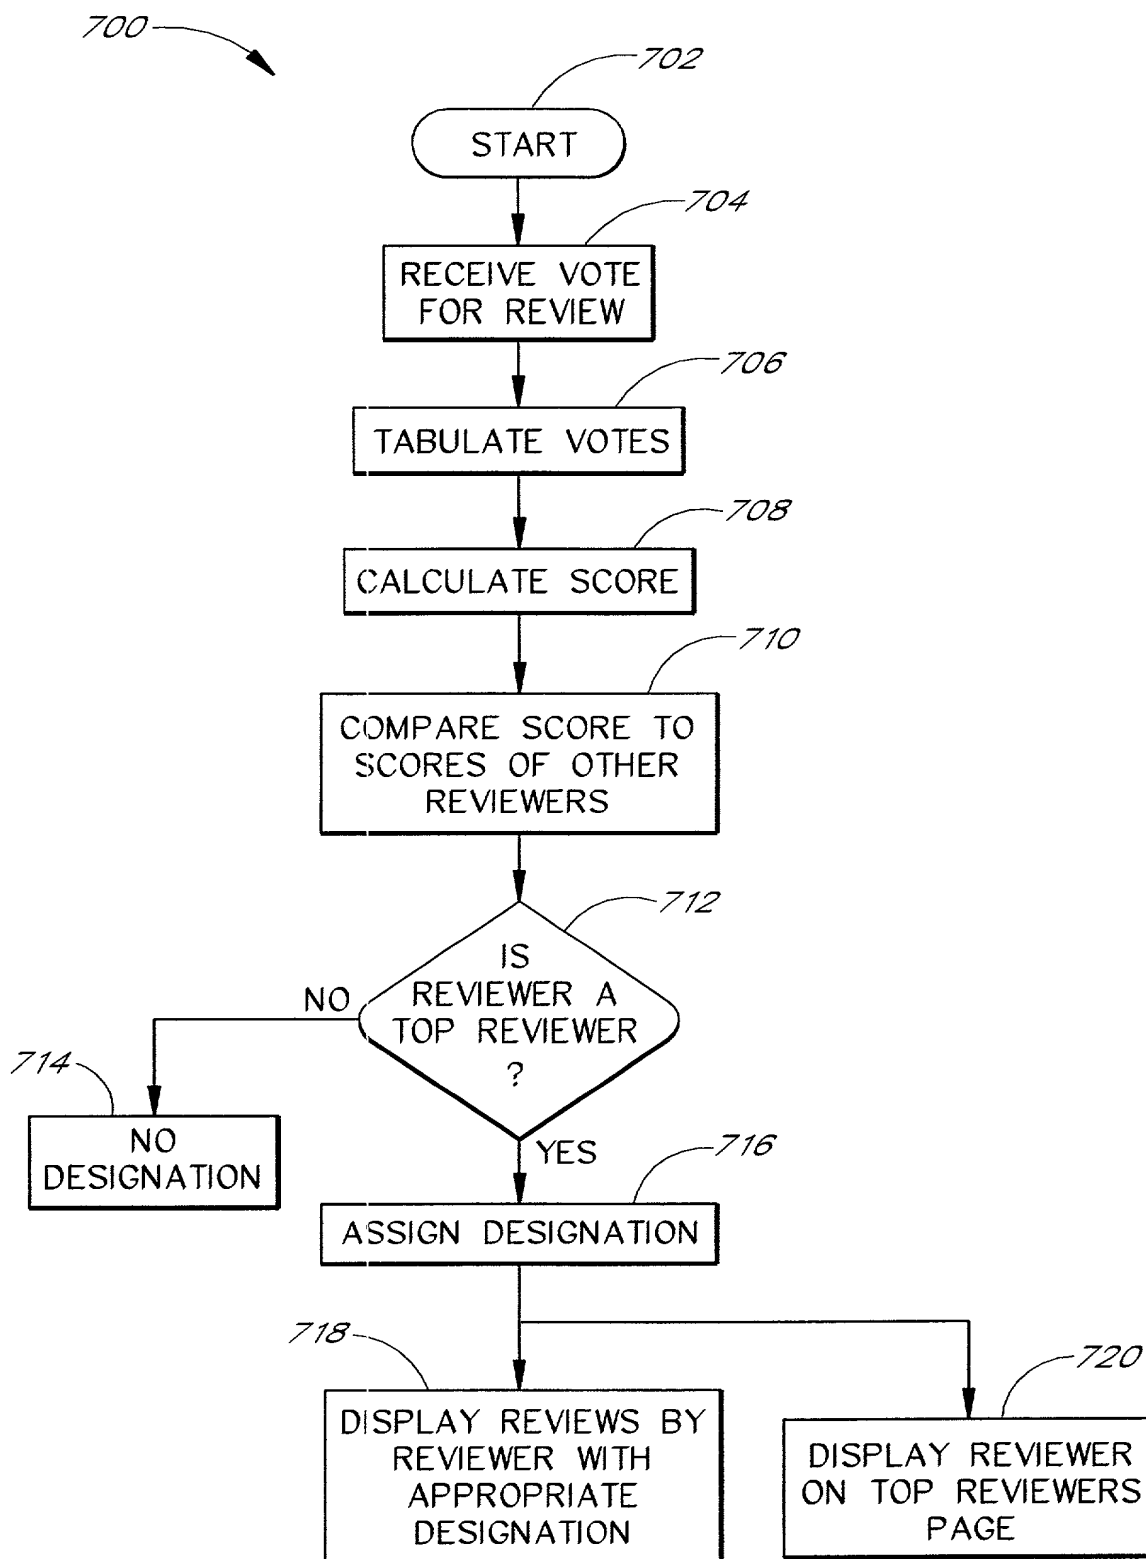 700
702
START
704
RECEIVE VOTE
FOR REVIEW
706
TABULATE VOTES
708
CALCULATE SCORE
710
COMPARE SCORE TO
SCORES OF OTHER
REVIEWERS
712
IS
REVIEWER A
TOP REVIEWER
?
NO
714
NO
DESIGNATION
YES
716
ASSIGN DESIGNATION
718
DISPLAY REVIEWS BY
REVIEWER WITH
APPROPRIATE
DESIGNATION
720
DISPLAY REVIEWER
ON TOP REVIEWERS
PAGE